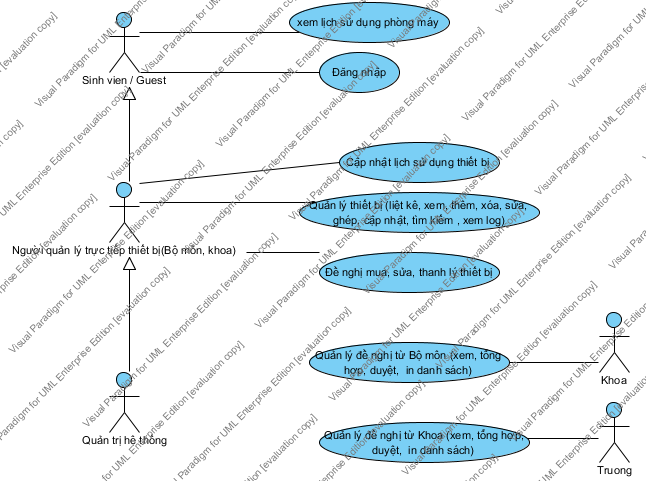 xem lịch sử dụng phòng máy
Sinh vien / Guest
Đăng nhập
Cập nhật lịch sử dụng thiết bị
Quản lý thiết bị (liệt kê, xem, thêm, xóa, sửa,
ghép, cập nhật, tìm kiếm , xem log)
Người quản lý trực tiếp thiết bị(Bộ môn, khoa)
Đề nghị mua, sửa, thanh lý thiết bị
Quản lý đề nghị từ Bộ môn (xem, tổng
hợp, duyệt, in danh sách)
Khoa
Quản trị hệ thống
Quản lý đề nghị từ Khoa (xem, tổng hợp,
duyệt, in danh sách)
Truong
Visual Paradigm for UML Enterprise Edition [evaluation copy]